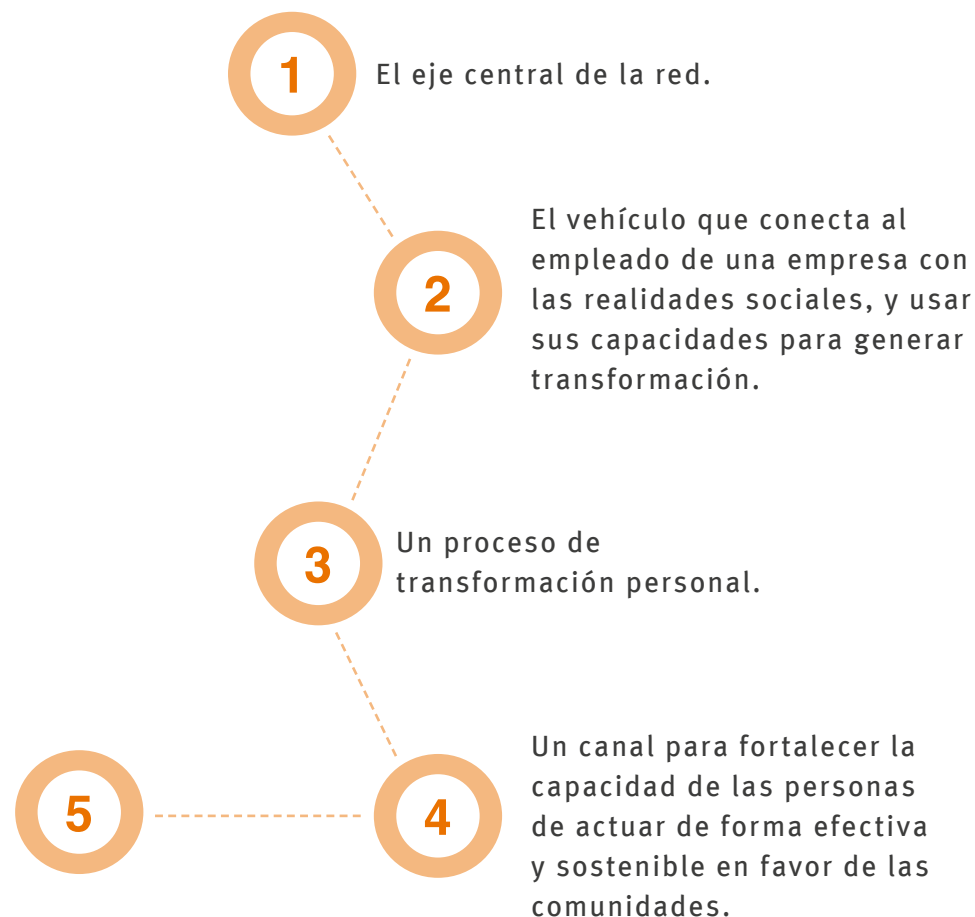 1
El eje central de la red.
2
El vehículo que conecta al
empleado de una empresa con
las realidades sociales, y usar
sus capacidades para generar
transformación.
3
Un proceso de
transformación personal.
4
Un canal para fortalecer la
capacidad de las personas
de actuar de forma efectiva
y sostenible en favor de las
comunidades.
5